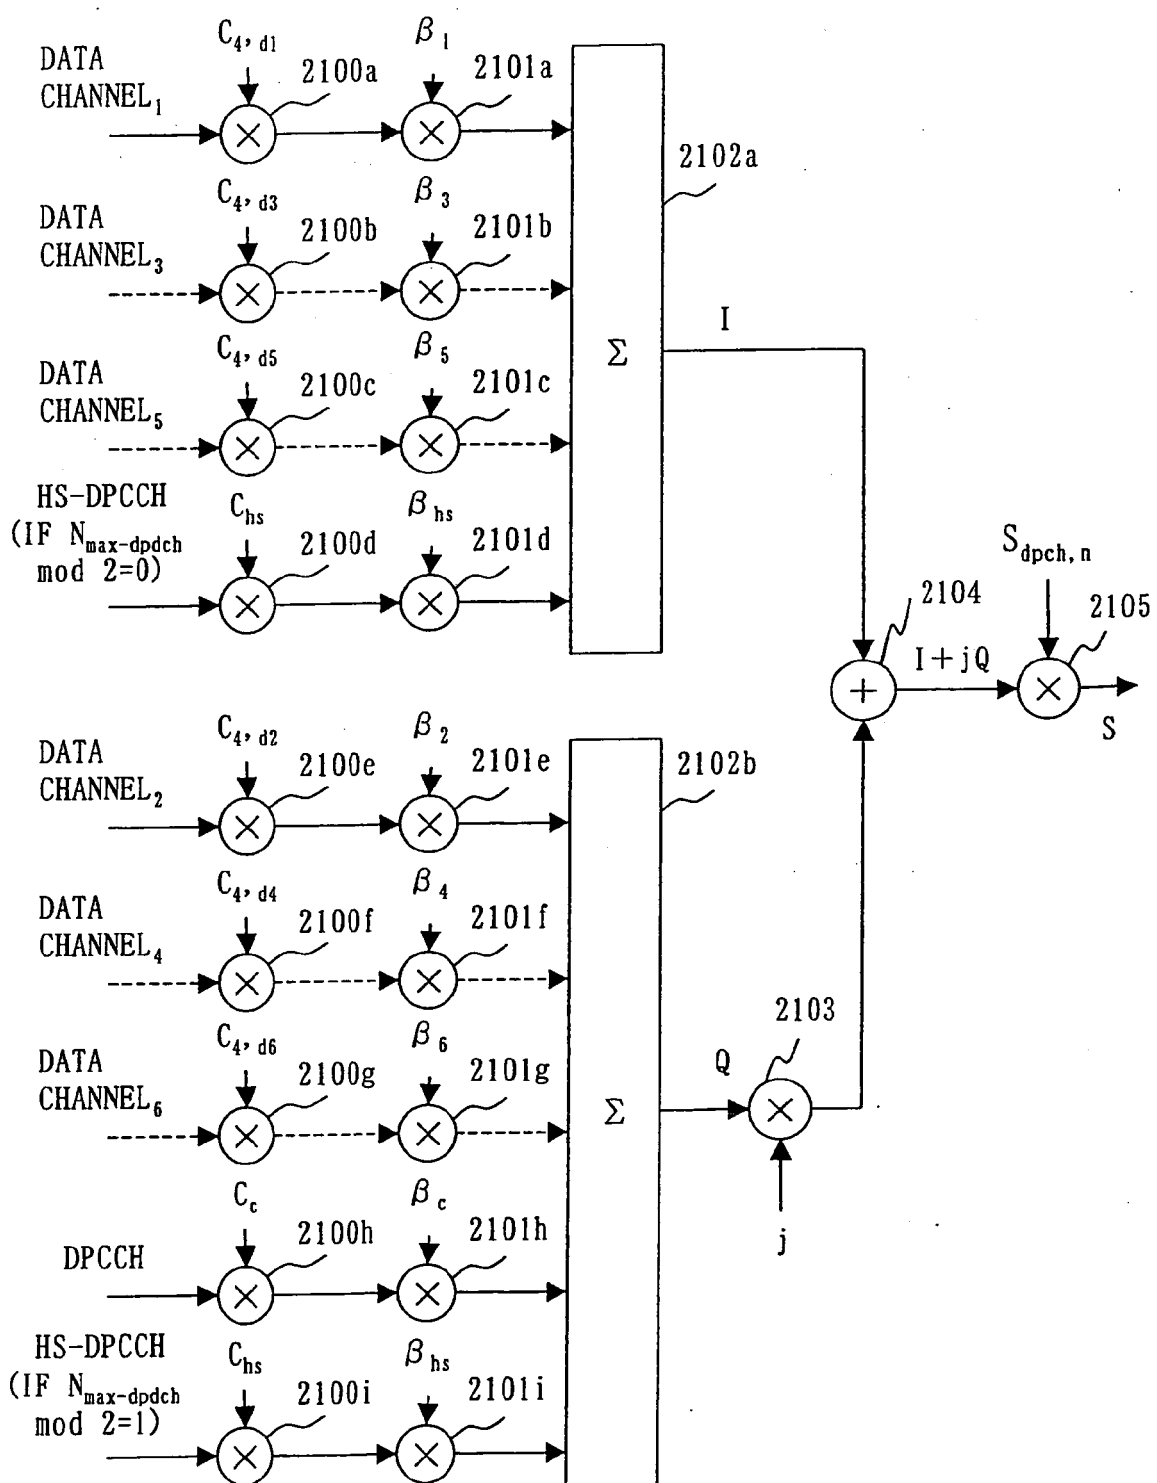 C4,d1 β1
DATA CHANNEL1 2100a 2101a
2102a
C4,d3 β3
DATA CHANNEL3 2100b 2101b
I
C4,d5 β5
DATA CHANNEL5 2100c 2101c
Σ
HS-DPCCH
(IF Nmax-dpdch
mod 2=0)
Chs βhs
2100d 2101d
Sdpch,n
2104 2105
I+jQ
S
C4,d2 β2
DATA CHANNEL2 2100e 2101e
2102b
C4,d4 β4
DATA CHANNEL4 2100f 2101f
2103
C4,d6 β6
DATA CHANNEL6 2100g 2101g
Σ
Q
j
Cc βc
DPCCH 2100h 2101h
HS-DPCCH
(IF Nmax-dpdch
mod 2=1)
Chs βhs
2100i 2101i